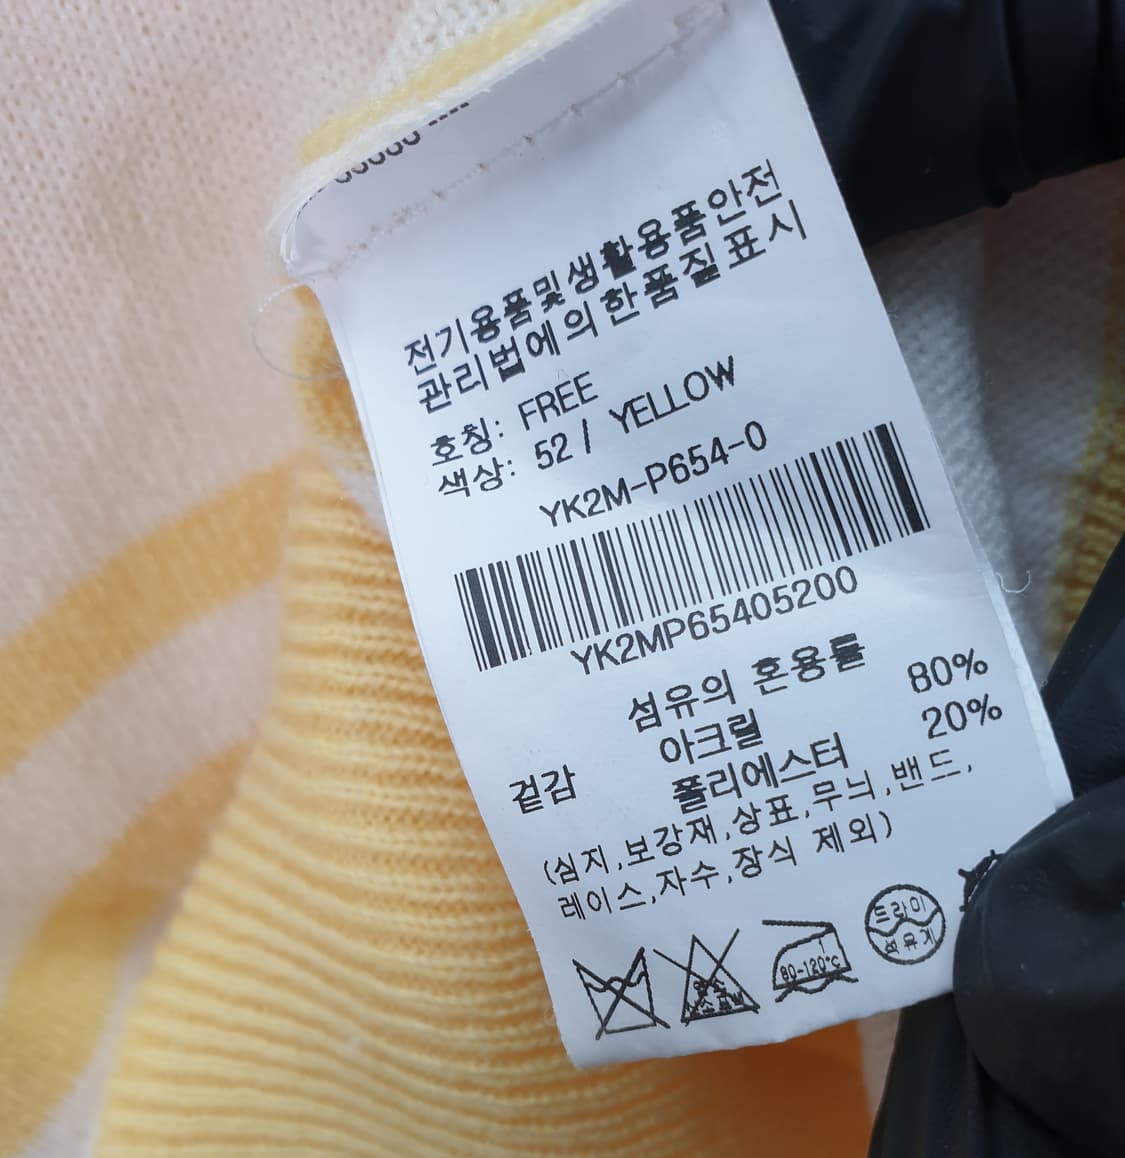 전기용품및생활용품안전
관리법에의한품질표시
호칭: FREE
색상: 52 / YELLOW
YK2M-P654-0
YK2MP65405200
섬유의 혼용률
겉감 아크릴 80%
폴리에스터 20%
(심지,보강재,상표,무늬,밴드,
레이스,자수,장식 제외)
80-120°C
드라이
석유계